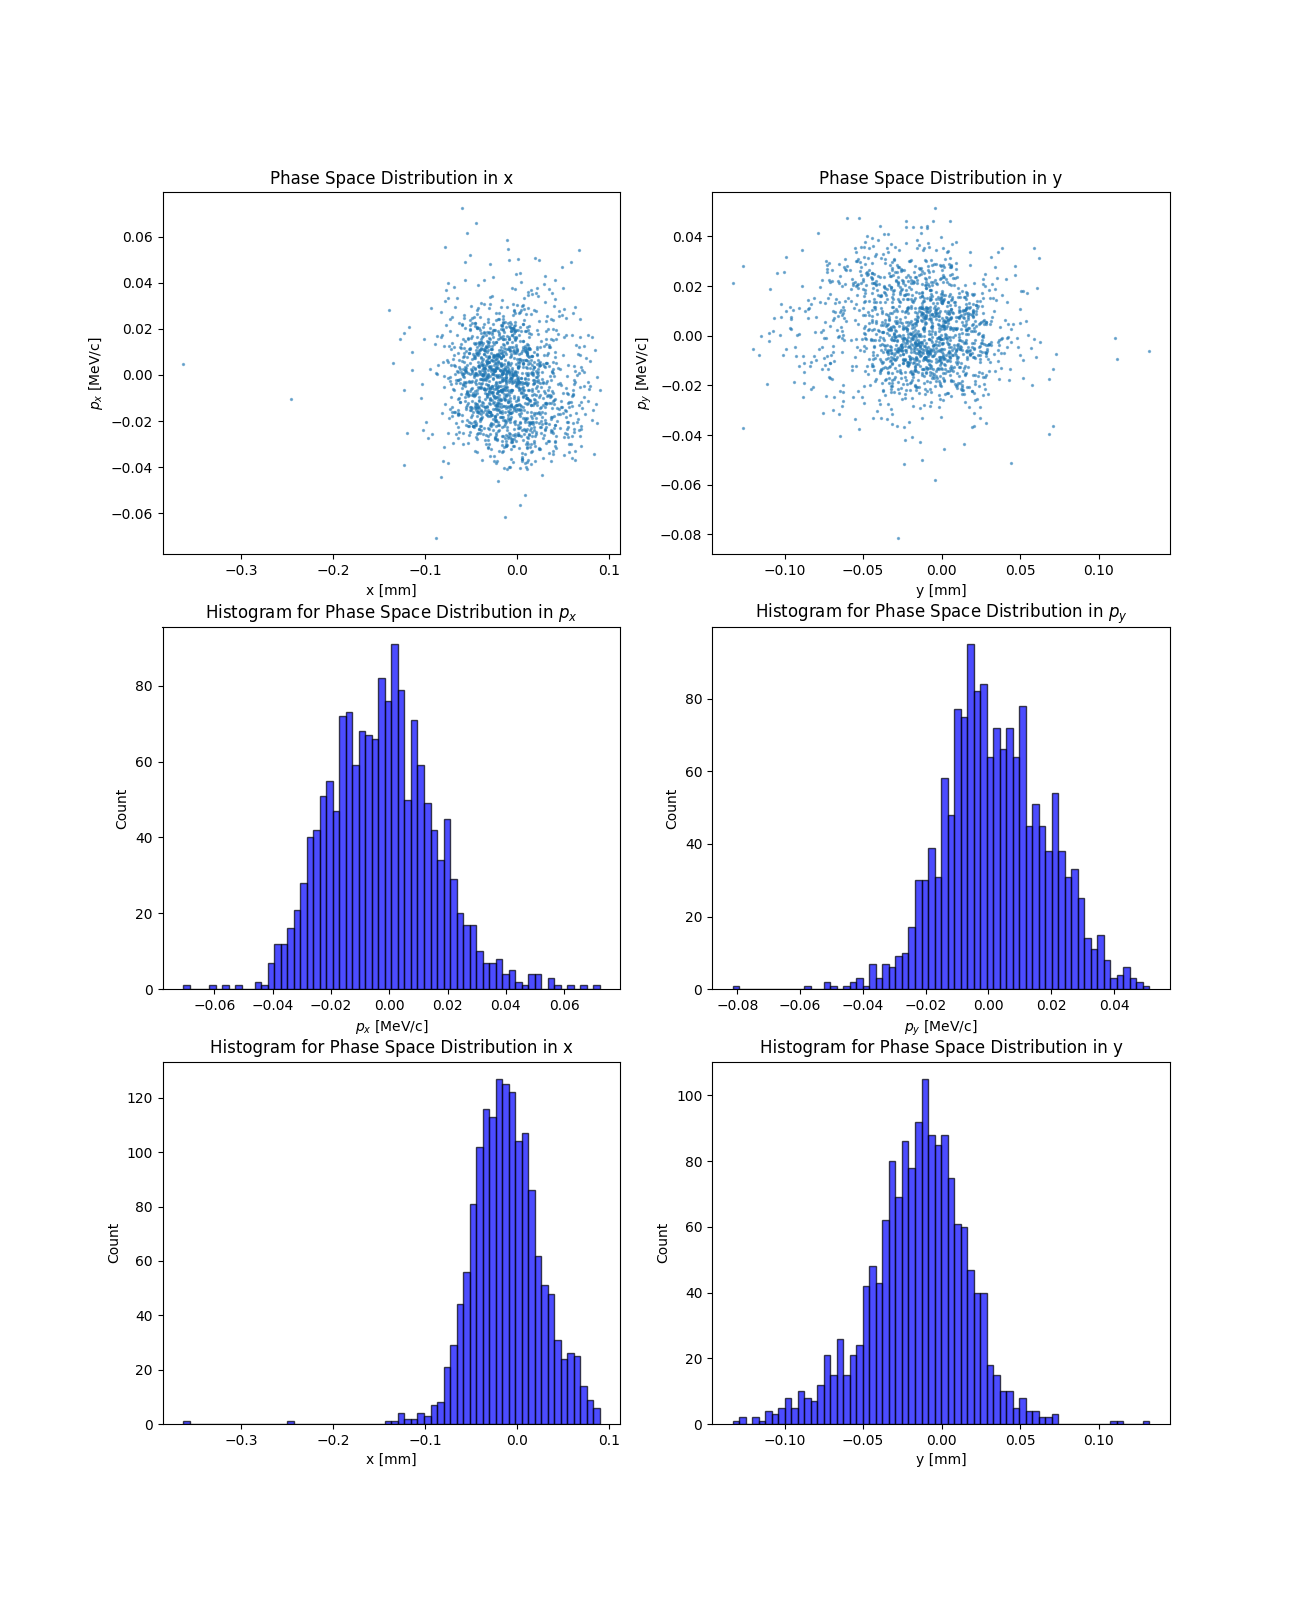 Phase Space Distribution in x
0.06
0.04
0.02
0.00
−0.02
−0.04
−0.06
p_x [MeV/c]
−0.3 −0.2 −0.1 0.0 0.1
x [mm]
Phase Space Distribution in y
0.04
0.02
0.00
−0.02
−0.04
−0.06
−0.08
p_y [MeV/c]
−0.10 −0.05 0.00 0.05 0.10
y [mm]
Histogram for Phase Space Distribution in p_x
80
60
40
20
0
Count
−0.06 −0.04 −0.02 0.00 0.02 0.04 0.06
p_x [MeV/c]
Histogram for Phase Space Distribution in p_y
80
60
40
20
0
Count
−0.08 −0.06 −0.04 −0.02 0.00 0.02 0.04
p_y [MeV/c]
Histogram for Phase Space Distribution in x
120
100
80
60
40
20
0
Count
−0.3 −0.2 −0.1 0.0 0.1
x [mm]
Histogram for Phase Space Distribution in y
100
80
60
40
20
0
Count
−0.10 −0.05 0.00 0.05 0.10
y [mm]